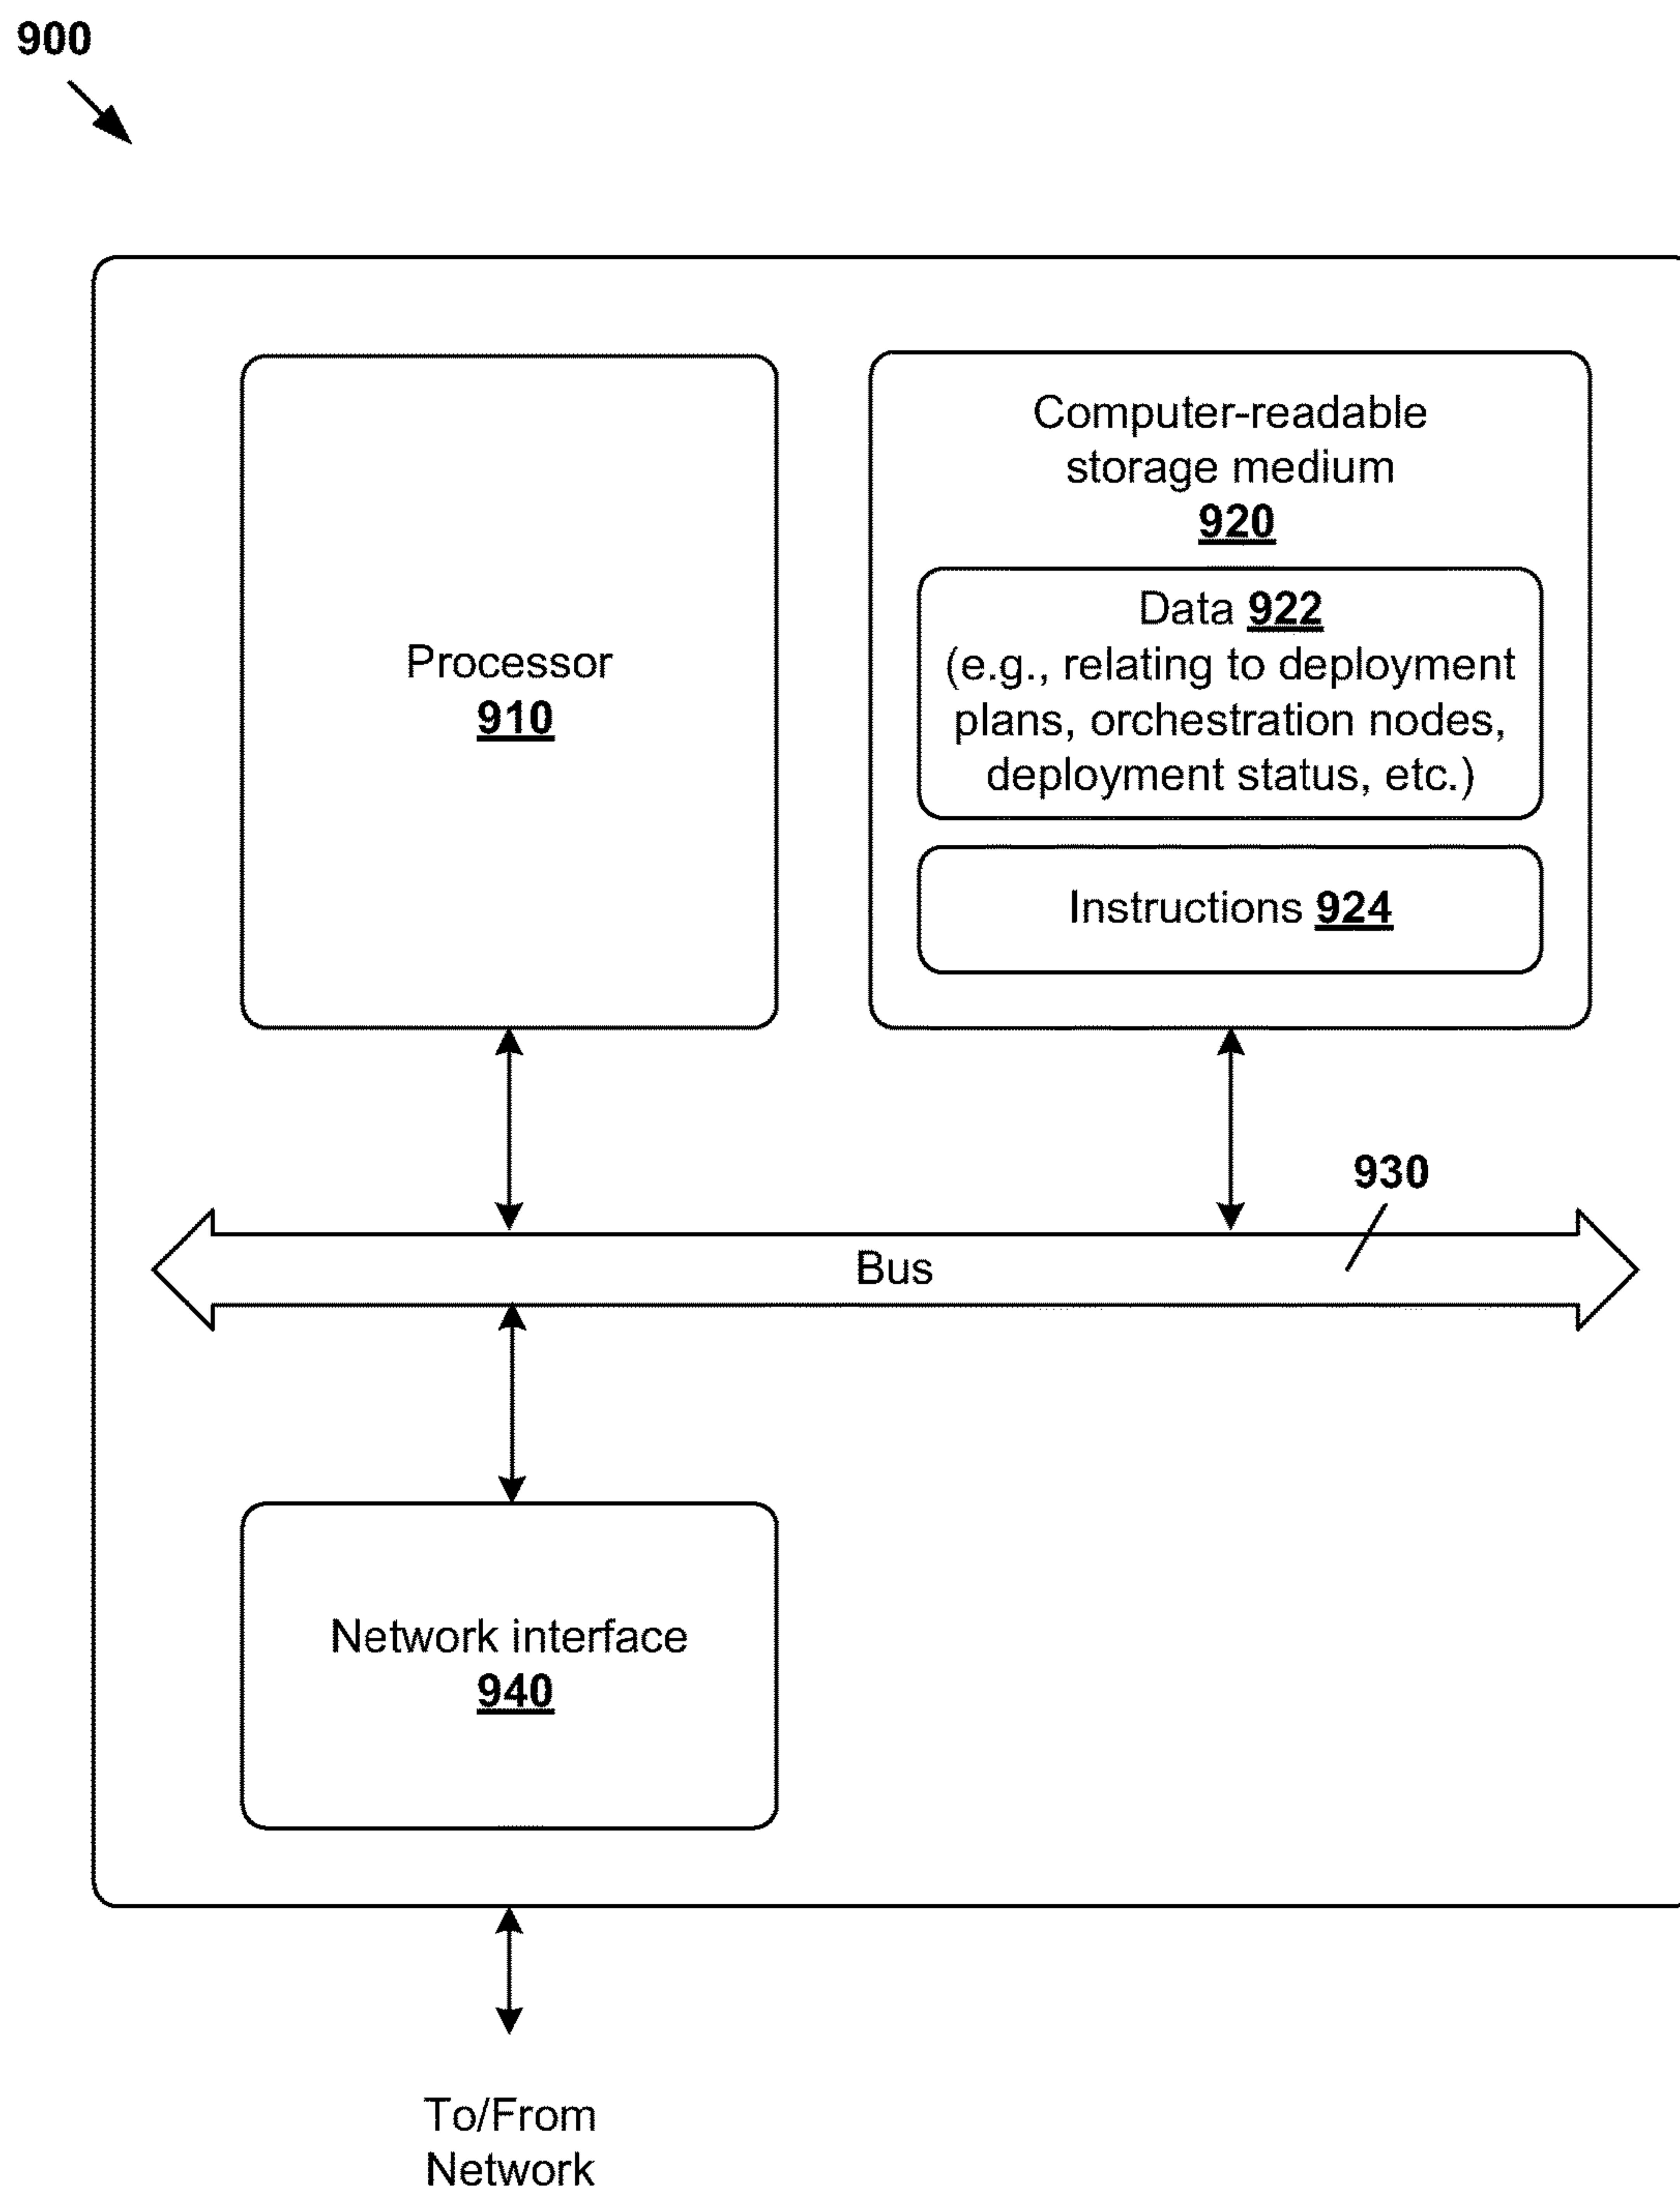 900
Processor
910
Computer-readable
storage medium
920
Data 922
(e.g., relating to deployment
plans, orchestration nodes,
deployment status, etc.)
Instructions 924
930
Bus
Network interface
940
To/From
Network